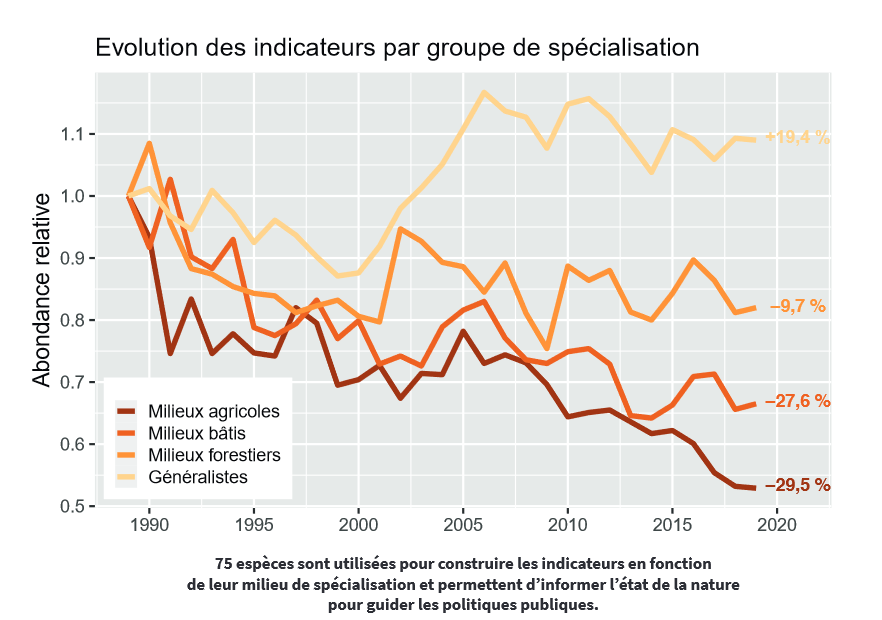 Evolution des indicateurs par groupe de spécialisation
Abondance relative
1.1
1.0
0.9
0.8
0.7
0.6
0.5
+19,4 %
−9,7 %
−27,6 %
−29,5 %
Milieux agricoles
Milieux bâtis
Milieux forestiers
Généralistes
1990 1995 2000 2005 2010 2015 2020
75 espèces sont utilisées pour construire les indicateurs en fonction
de leur milieu de spécialisation et permettent d’informer l’état de la nature
pour guider les politiques publiques.